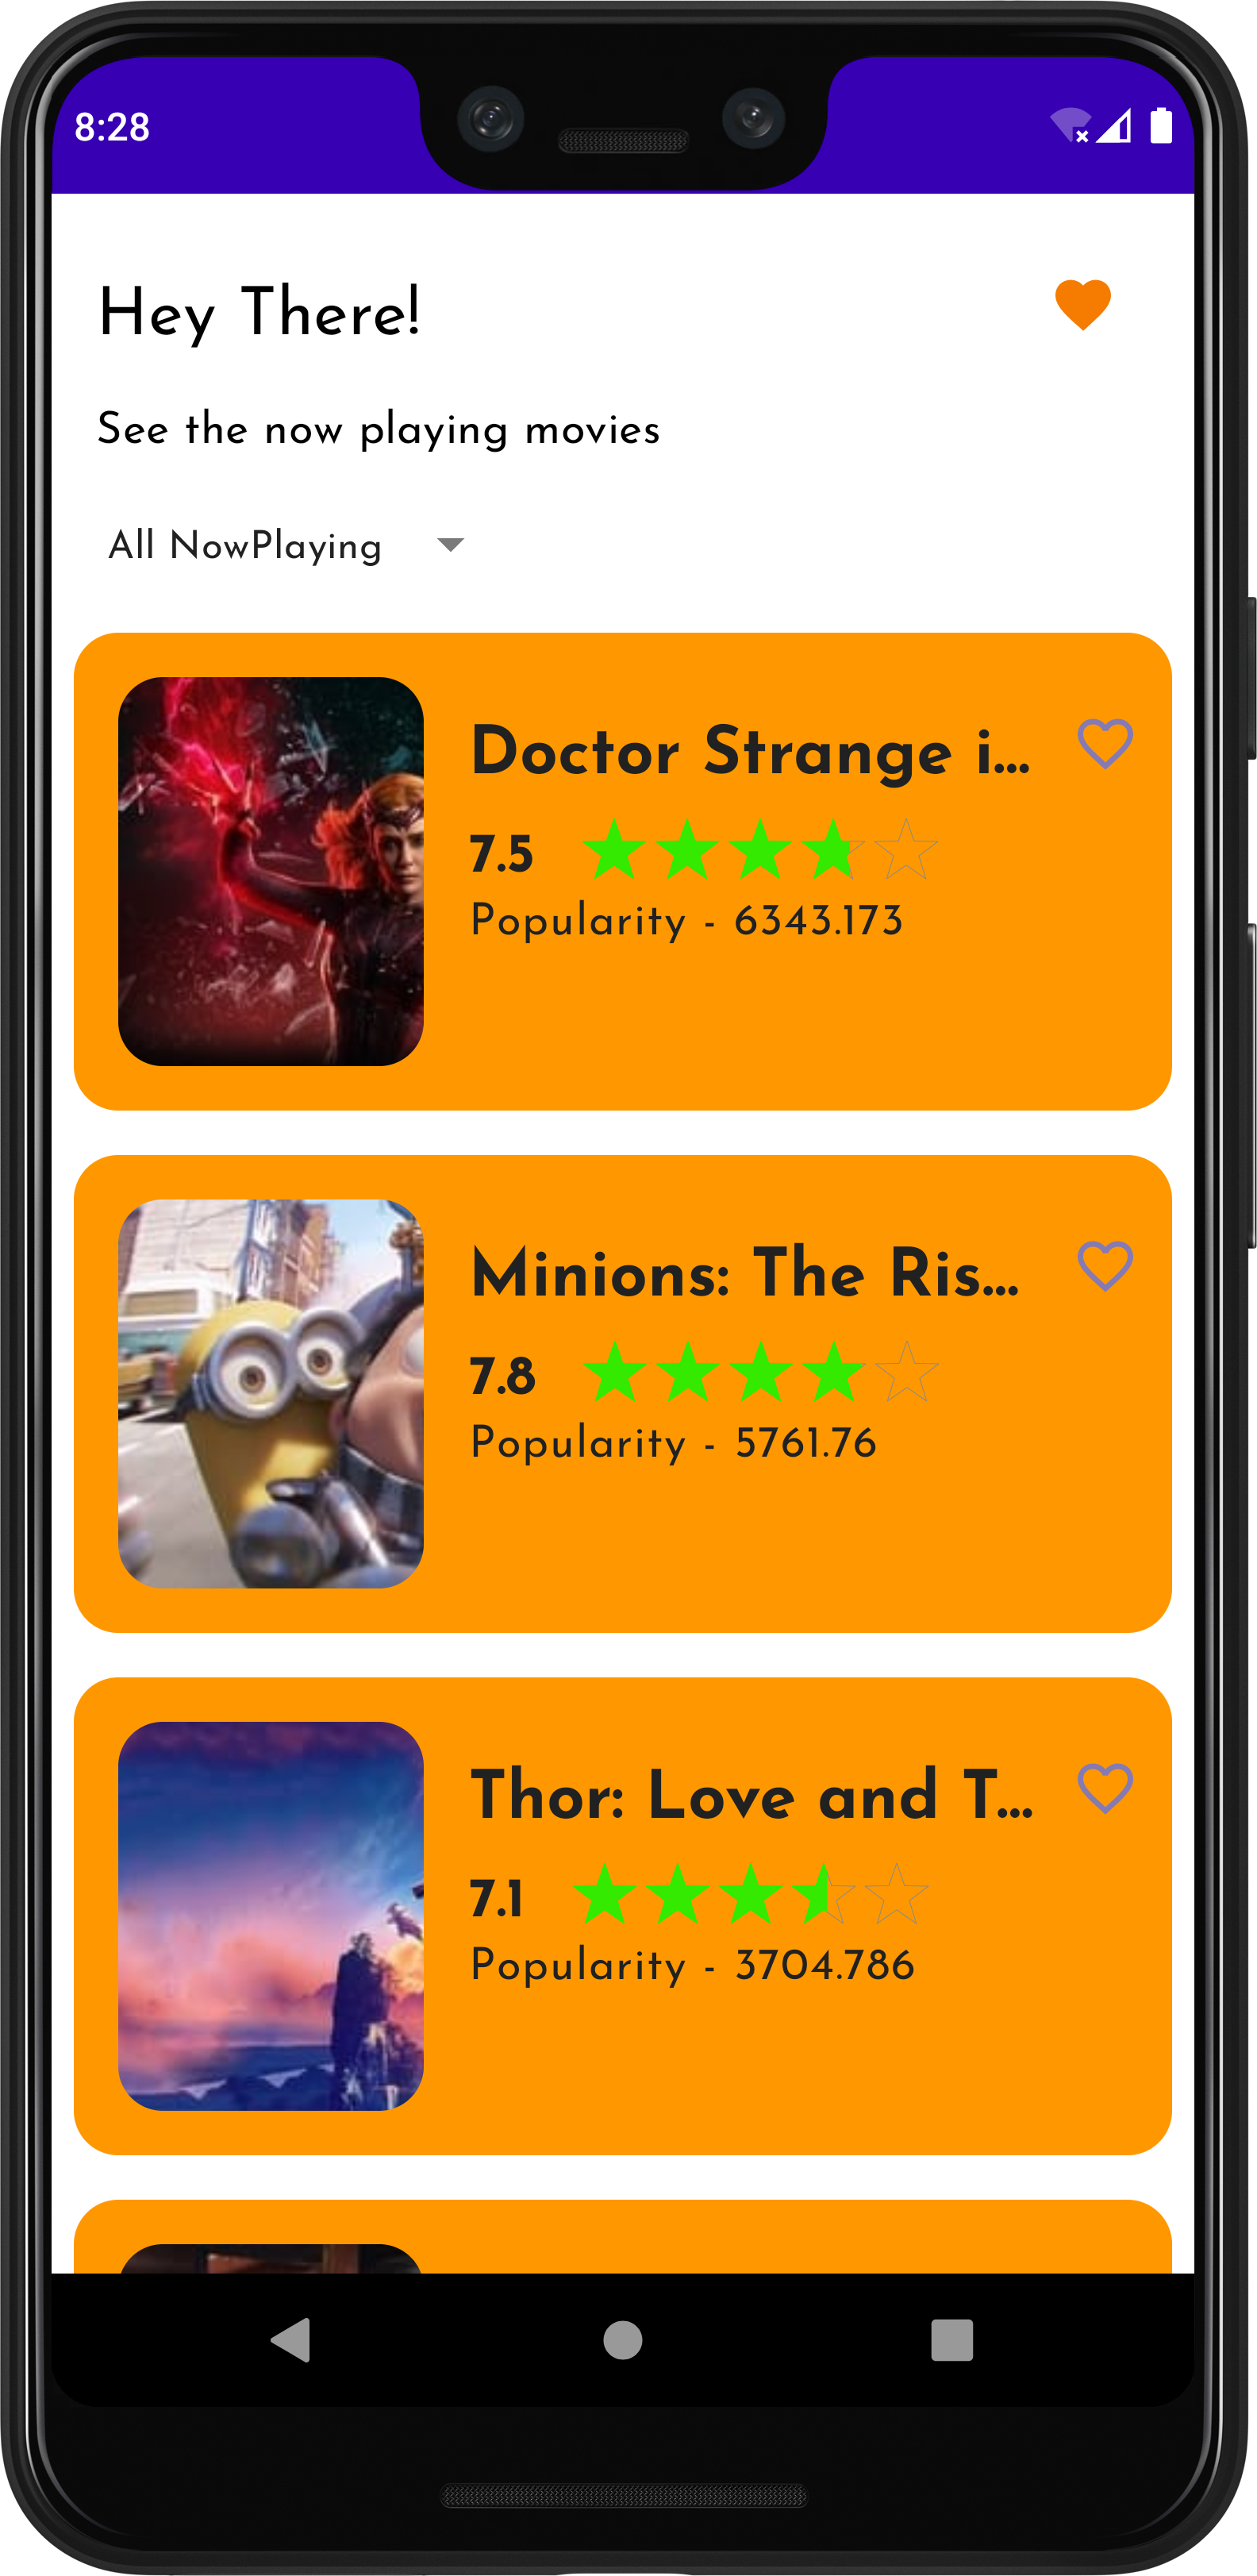 8:28
Hey There!
See the now playing movies
All NowPlaying
Doctor Strange i...
7.5
Popularity - 6343.173
Minions: The Ris...
7.8
Popularity - 5761.76
Thor: Love and T...
7.1
Popularity - 3704.786